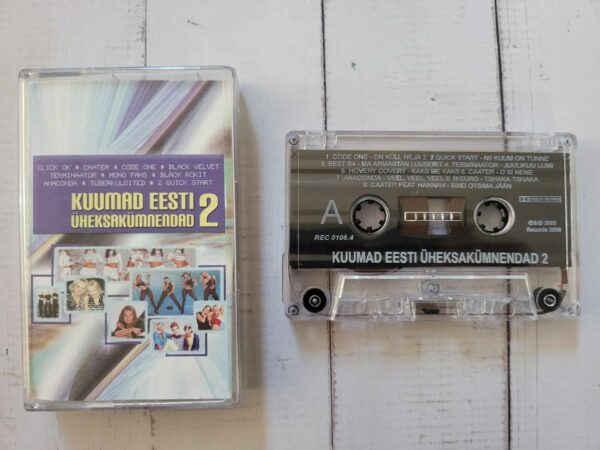 CLICK OK * CAATER * CODE ONE * BLACK VELVET
TERMINAATOR * MONO FANS * BLACK ROKIT
ANACONDA * TUBERKULOITED * 2 QUICK START
KUUMAD EESTI
ÜHEKSAKÜMNENDAD 2
1. CODE ONE - ON KÜLL HILJA 2. 2 QUICK START - NII KUUM ON TUNNE
3. BEST B4 - MA ARMASTAN LUUSERIT 4. TERMINAATOR - JUULIKUU LUMI
5. HOVERY COVERY - KAKS ME KAKS 6. CAATER - O SI NENE
7. ANACONDA - VEEL, VEEL, VEEL 8. N-EURO - TSHAKA TSHAKA
9. CAATER FEAT. HANNAH - SIND OTSIMA JÄÄN
A
REC 0106.4
Records 2000
KUUMAD EESTI ÜHEKSAKÜMNENDAD 2